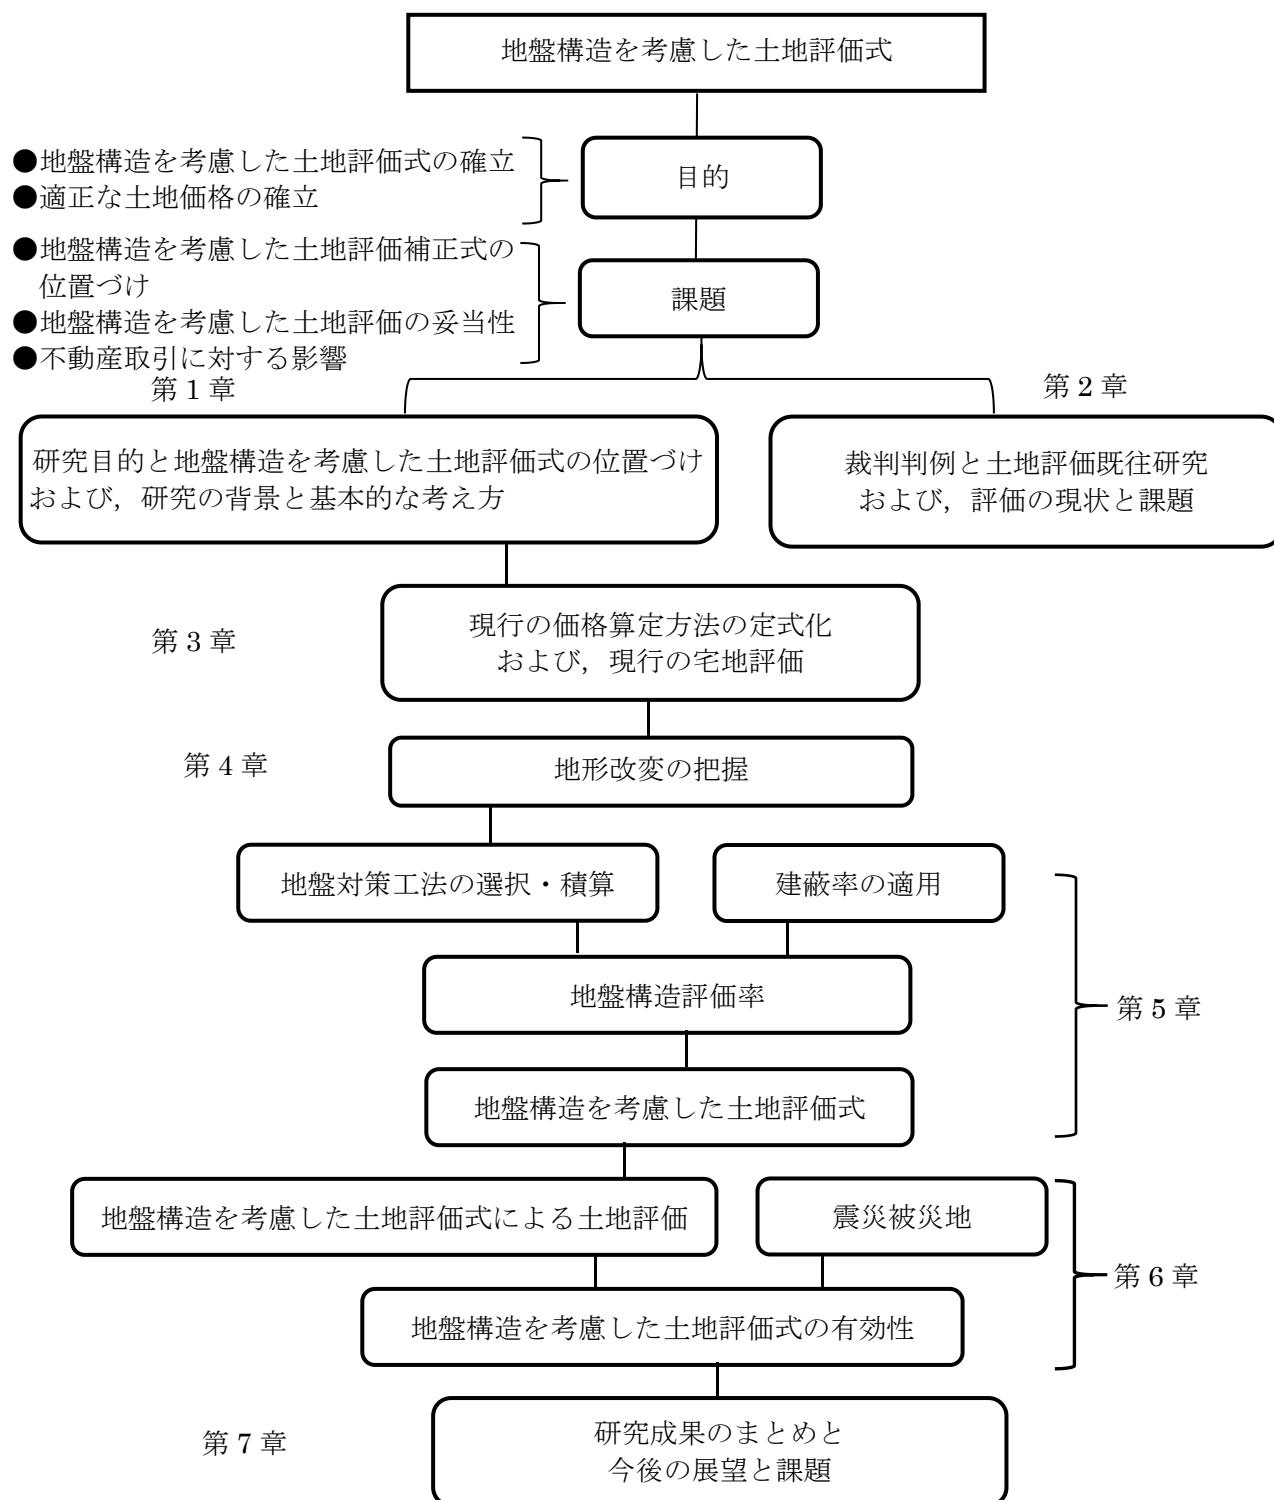 地盤構造を考慮した土地評価式
●地盤構造を考慮した土地評価式の確立
●適正な土地価格の確立
目的
●地盤構造を考慮した土地評価補正式の
位置づけ
●地盤構造を考慮した土地評価の妥当性
●不動産取引に対する影響
課題
第 1 章
第 2 章
研究目的と地盤構造を考慮した土地評価式の位置づけ
および，研究の背景と基本的な考え方
裁判判例と土地評価既往研究
および，評価の現状と課題
第 3 章
現行の価格算定方法の定式化
および，現行の宅地評価
第 4 章
地形改変の把握
地盤対策工法の選択・積算
建蔽率の適用
地盤構造評価率
第 5 章
地盤構造を考慮した土地評価式
地盤構造を考慮した土地評価式による土地評価
震災被災地
第 6 章
地盤構造を考慮した土地評価式の有効性
第 7 章
研究成果のまとめと
今後の展望と課題